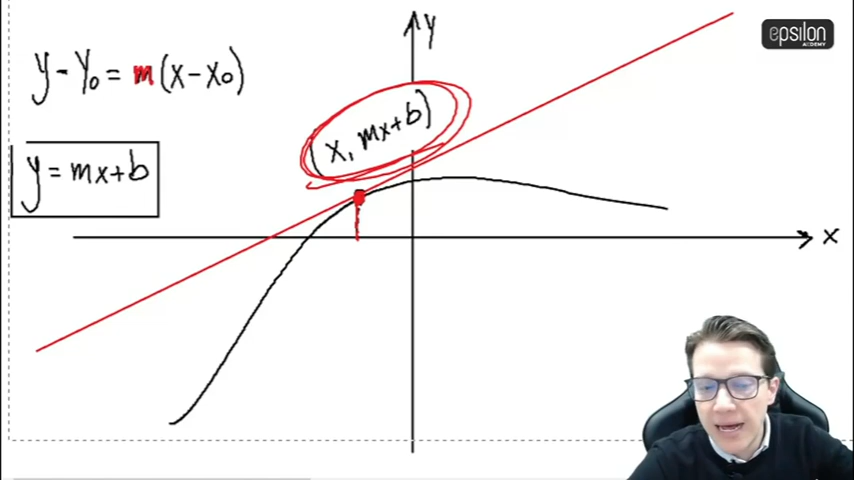 y - y₀ = m(x - x₀)
y = mx+b
(x, mx+b)
y
x
epsilon
ACADEMY